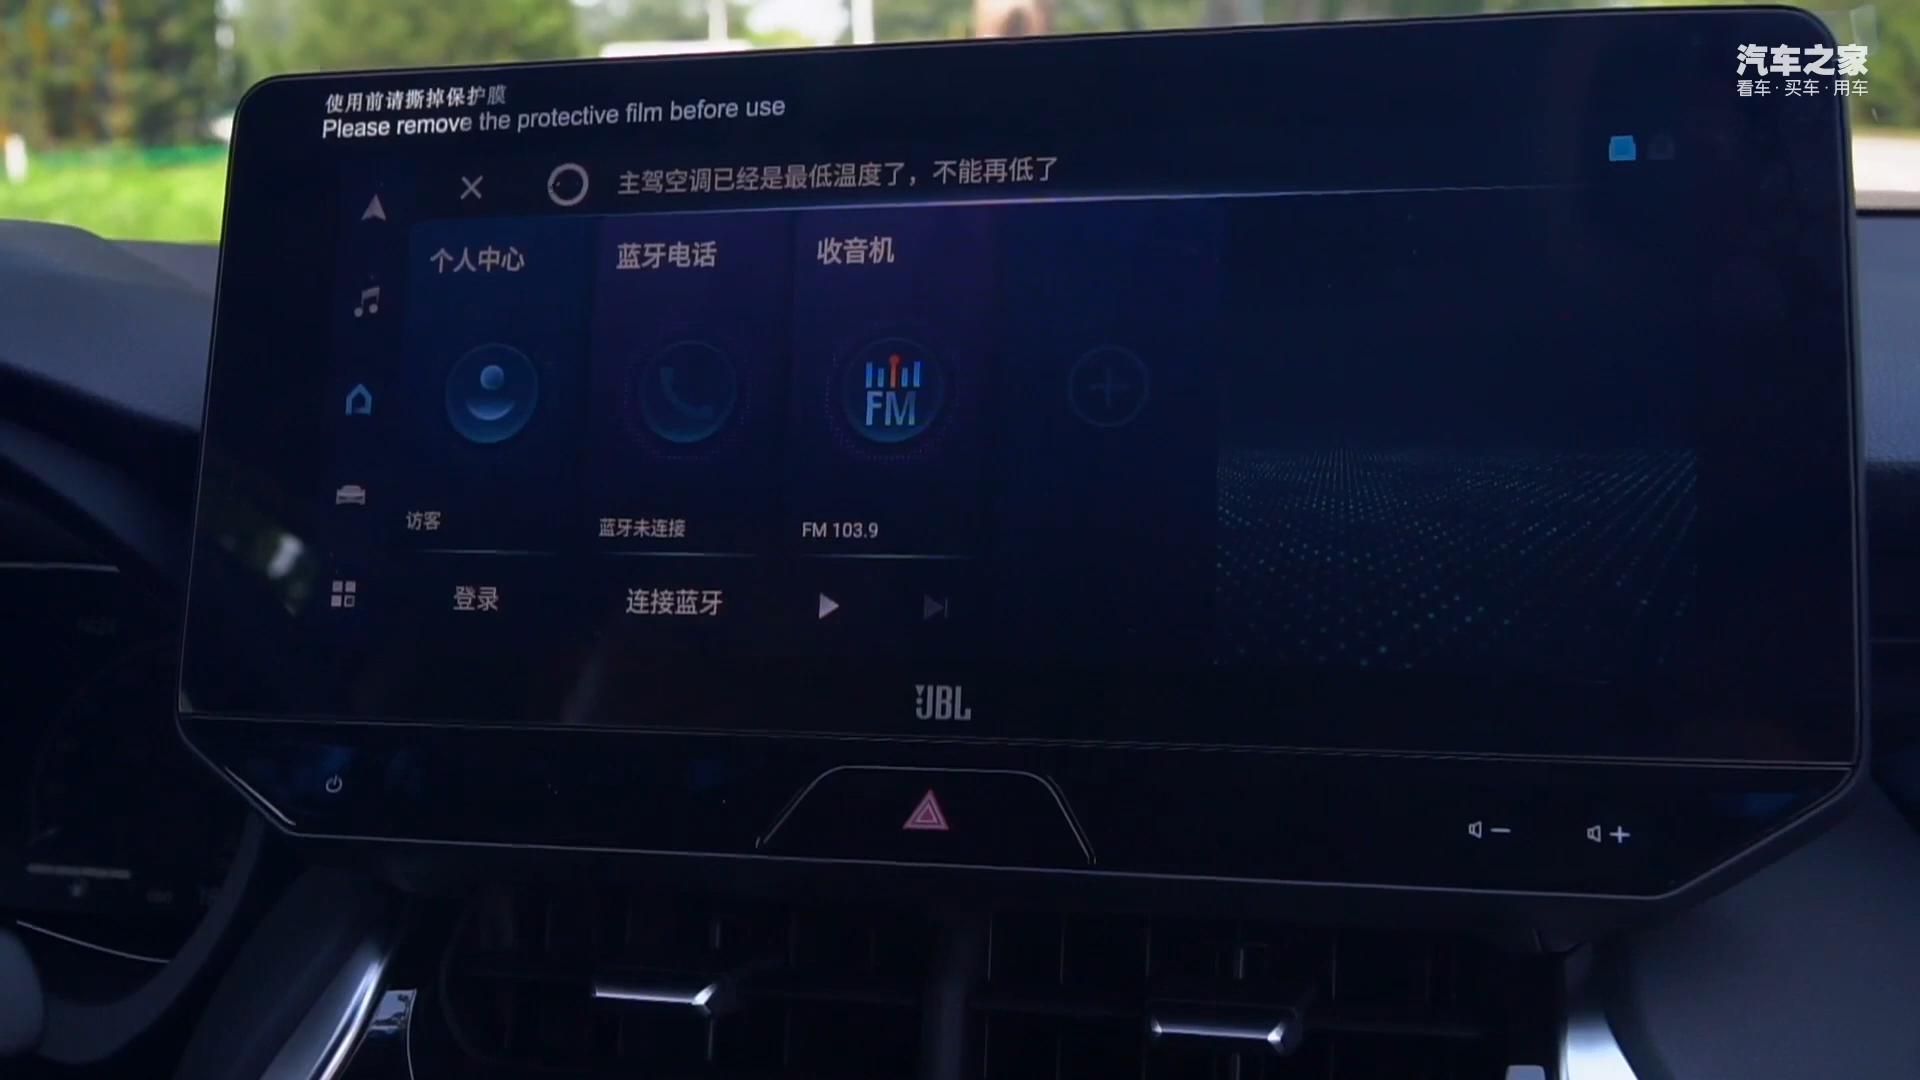 汽车之家
看车·买车·用车
使用前请撕掉保护膜
Please remove the protective film before use
主驾空调已经是最低温度了，不能再低了
个人中心
蓝牙电话
收音机
FM
访客
蓝牙未连接
FM 103.9
登录
连接蓝牙
JBL